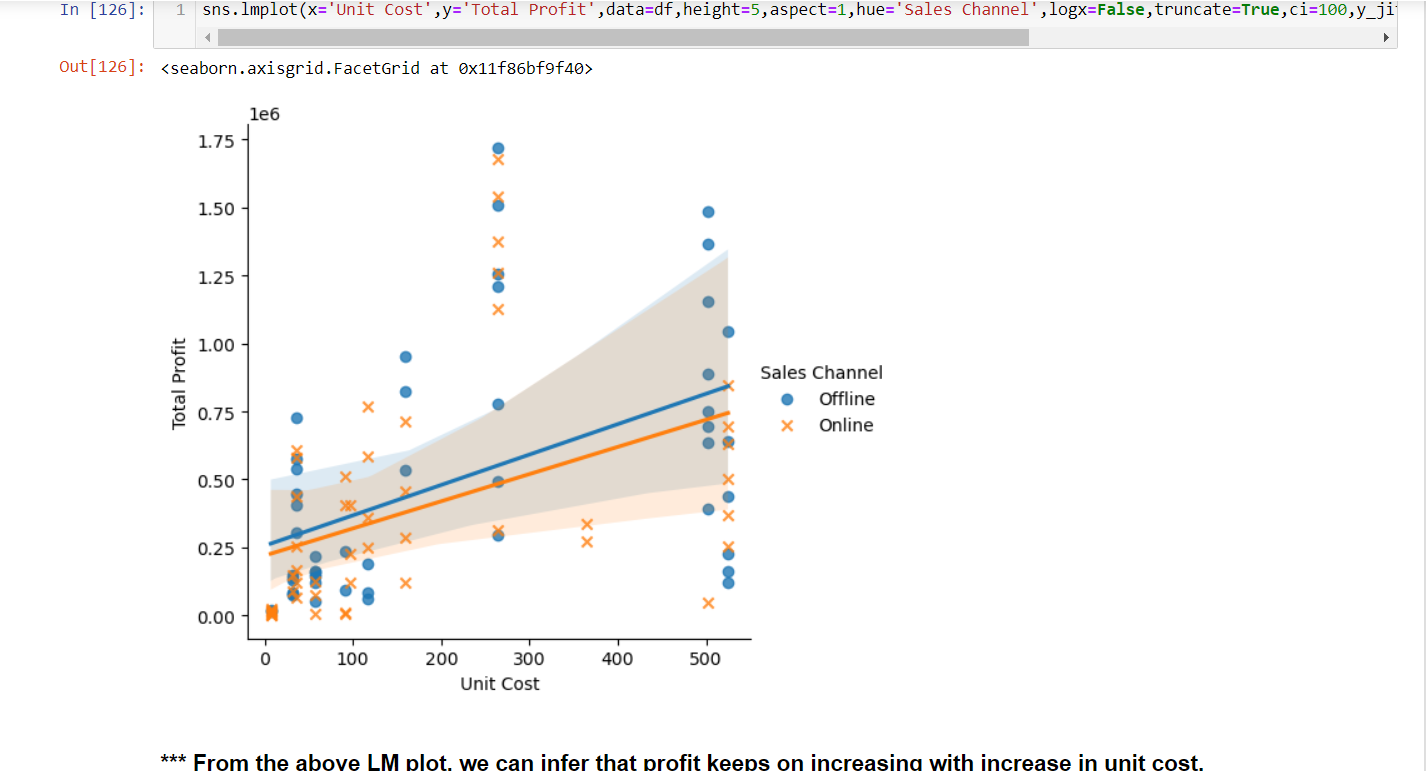 In [126]:
1 sns.lmplot(x='Unit Cost',y='Total Profit',data=df,height=5,aspect=1,hue='Sales Channel',logx=False,truncate=True,ci=100,y_ji
Out[126]: <seaborn.axisgrid.FacetGrid at 0x11f86bf9f40>
1e6
1.75
1.50
1.25
1.00
0.75
0.50
0.25
0.00
Total Profit
0 100 200 300 400 500
Unit Cost
Sales Channel
Offline
Online
*** From the above LM plot, we can infer that profit keeps on increasing with increase in unit cost.